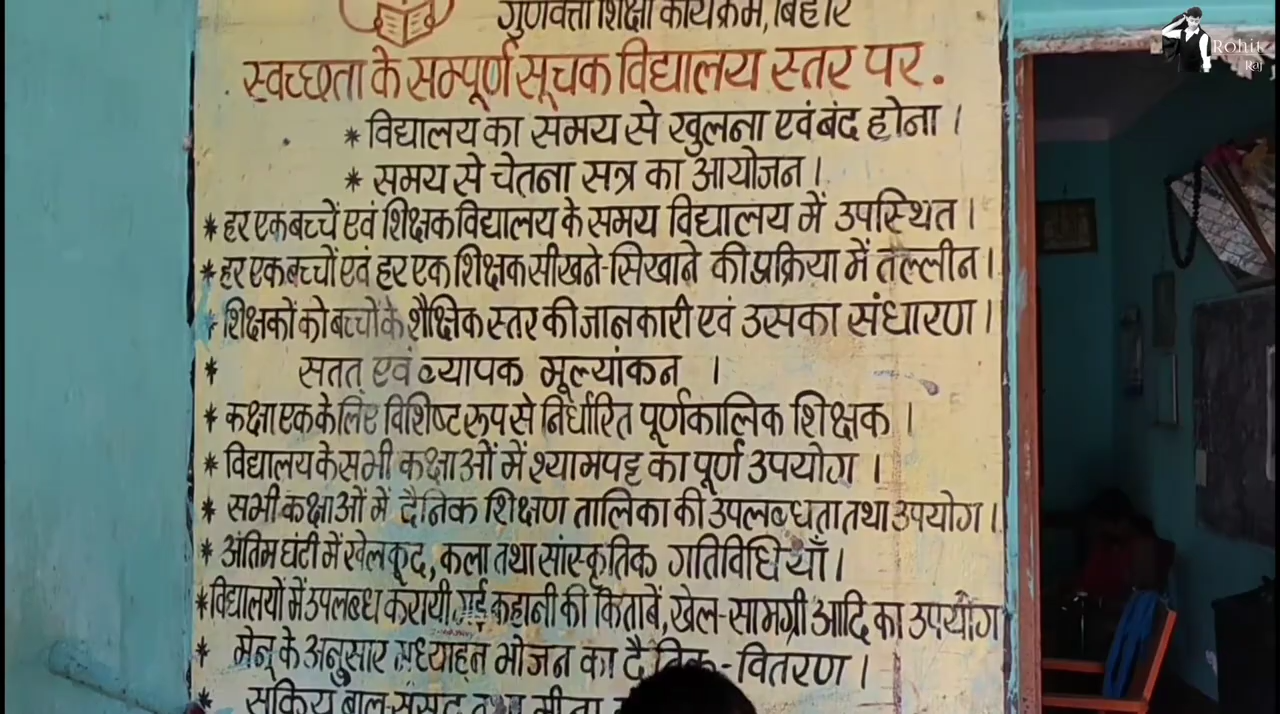 गुणवत्ता शिक्षा कार्यक्रम, बिहार
स्वच्छता के सम्पूर्ण सूचक विद्यालय स्तर पर.
* विद्यालय का समय से खुलना एवं बंद होना ।
* समय से चेतना सत्र का आयोजन ।
* हर एक बच्चें एवं शिक्षक विद्यालय के समय विद्यालय में उपस्थित ।
* हर एक बच्चों एवं हर एक शिक्षक सीखने-सिखाने की प्रक्रिया में तल्लीन ।
* शिक्षकों को बच्चों के शैक्षिक स्तर की जानकारी एवं उसका संधारण ।
* सतत् एवं व्यापक मूल्यांकन ।
* कक्षा एक के लिए विशिष्ट रुप से निर्धारित पूर्णकालिक शिक्षक ।
* विद्यालय के सभी कक्षाओं में श्यामपट्ट का पूर्ण उपयोग ।
* सभी कक्षाओं में दैनिक शिक्षण तालिका की उपलब्धता तथा उपयोग ।
* अंतिम घंटी में खेलकूद, कला तथा सांस्कृतिक गतिविधियाँ ।
* विद्यालयों में उपलब्ध करायी गई कहानी की किताबें, खेल-सामग्री आदि का उपयोग
* मेनू के अनुसार मध्याहन भोजन का - वितरण ।
* सक्रिय बाल-संसद मीना
Rohit
Raj